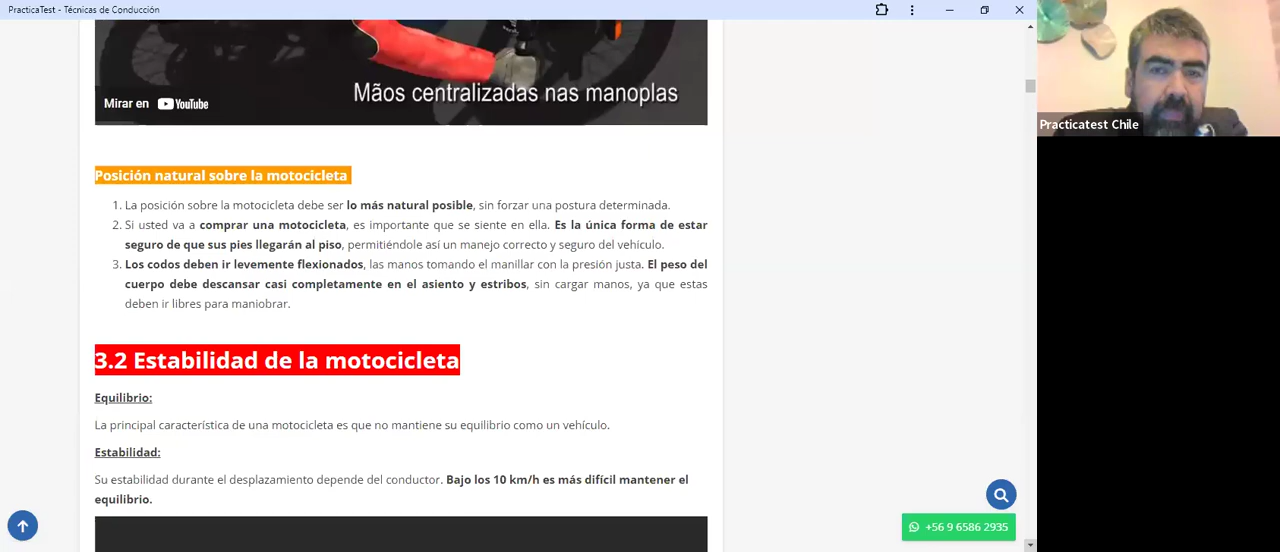 PracticaTest - Técnicas de Conducción
Mãos centralizadas nas manoplas
Mirar en YouTube
Practicatest Chile
Posición natural sobre la motocicleta
1. La posición sobre la motocicleta debe ser lo más natural posible, sin forzar una postura determinada.
2. Si usted va a comprar una motocicleta, es importante que se siente en ella. Es la única forma de estar
seguro de que sus pies llegarán al piso, permitiéndole así un manejo correcto y seguro del vehículo.
3. Los codos deben ir levemente flexionados, las manos tomando el manillar con la presión justa. El peso del
cuerpo debe descansar casi completamente en el asiento y estribos, sin cargar manos, ya que estas
deben ir libres para maniobrar.
3.2 Estabilidad de la motocicleta
Equilibrio:
La principal característica de una motocicleta es que no mantiene su equilibrio como un vehículo.
Estabilidad:
Su estabilidad durante el desplazamiento depende del conductor. Bajo los 10 km/h es más difícil mantener el
equilibrio.
+56 9 6586 2935